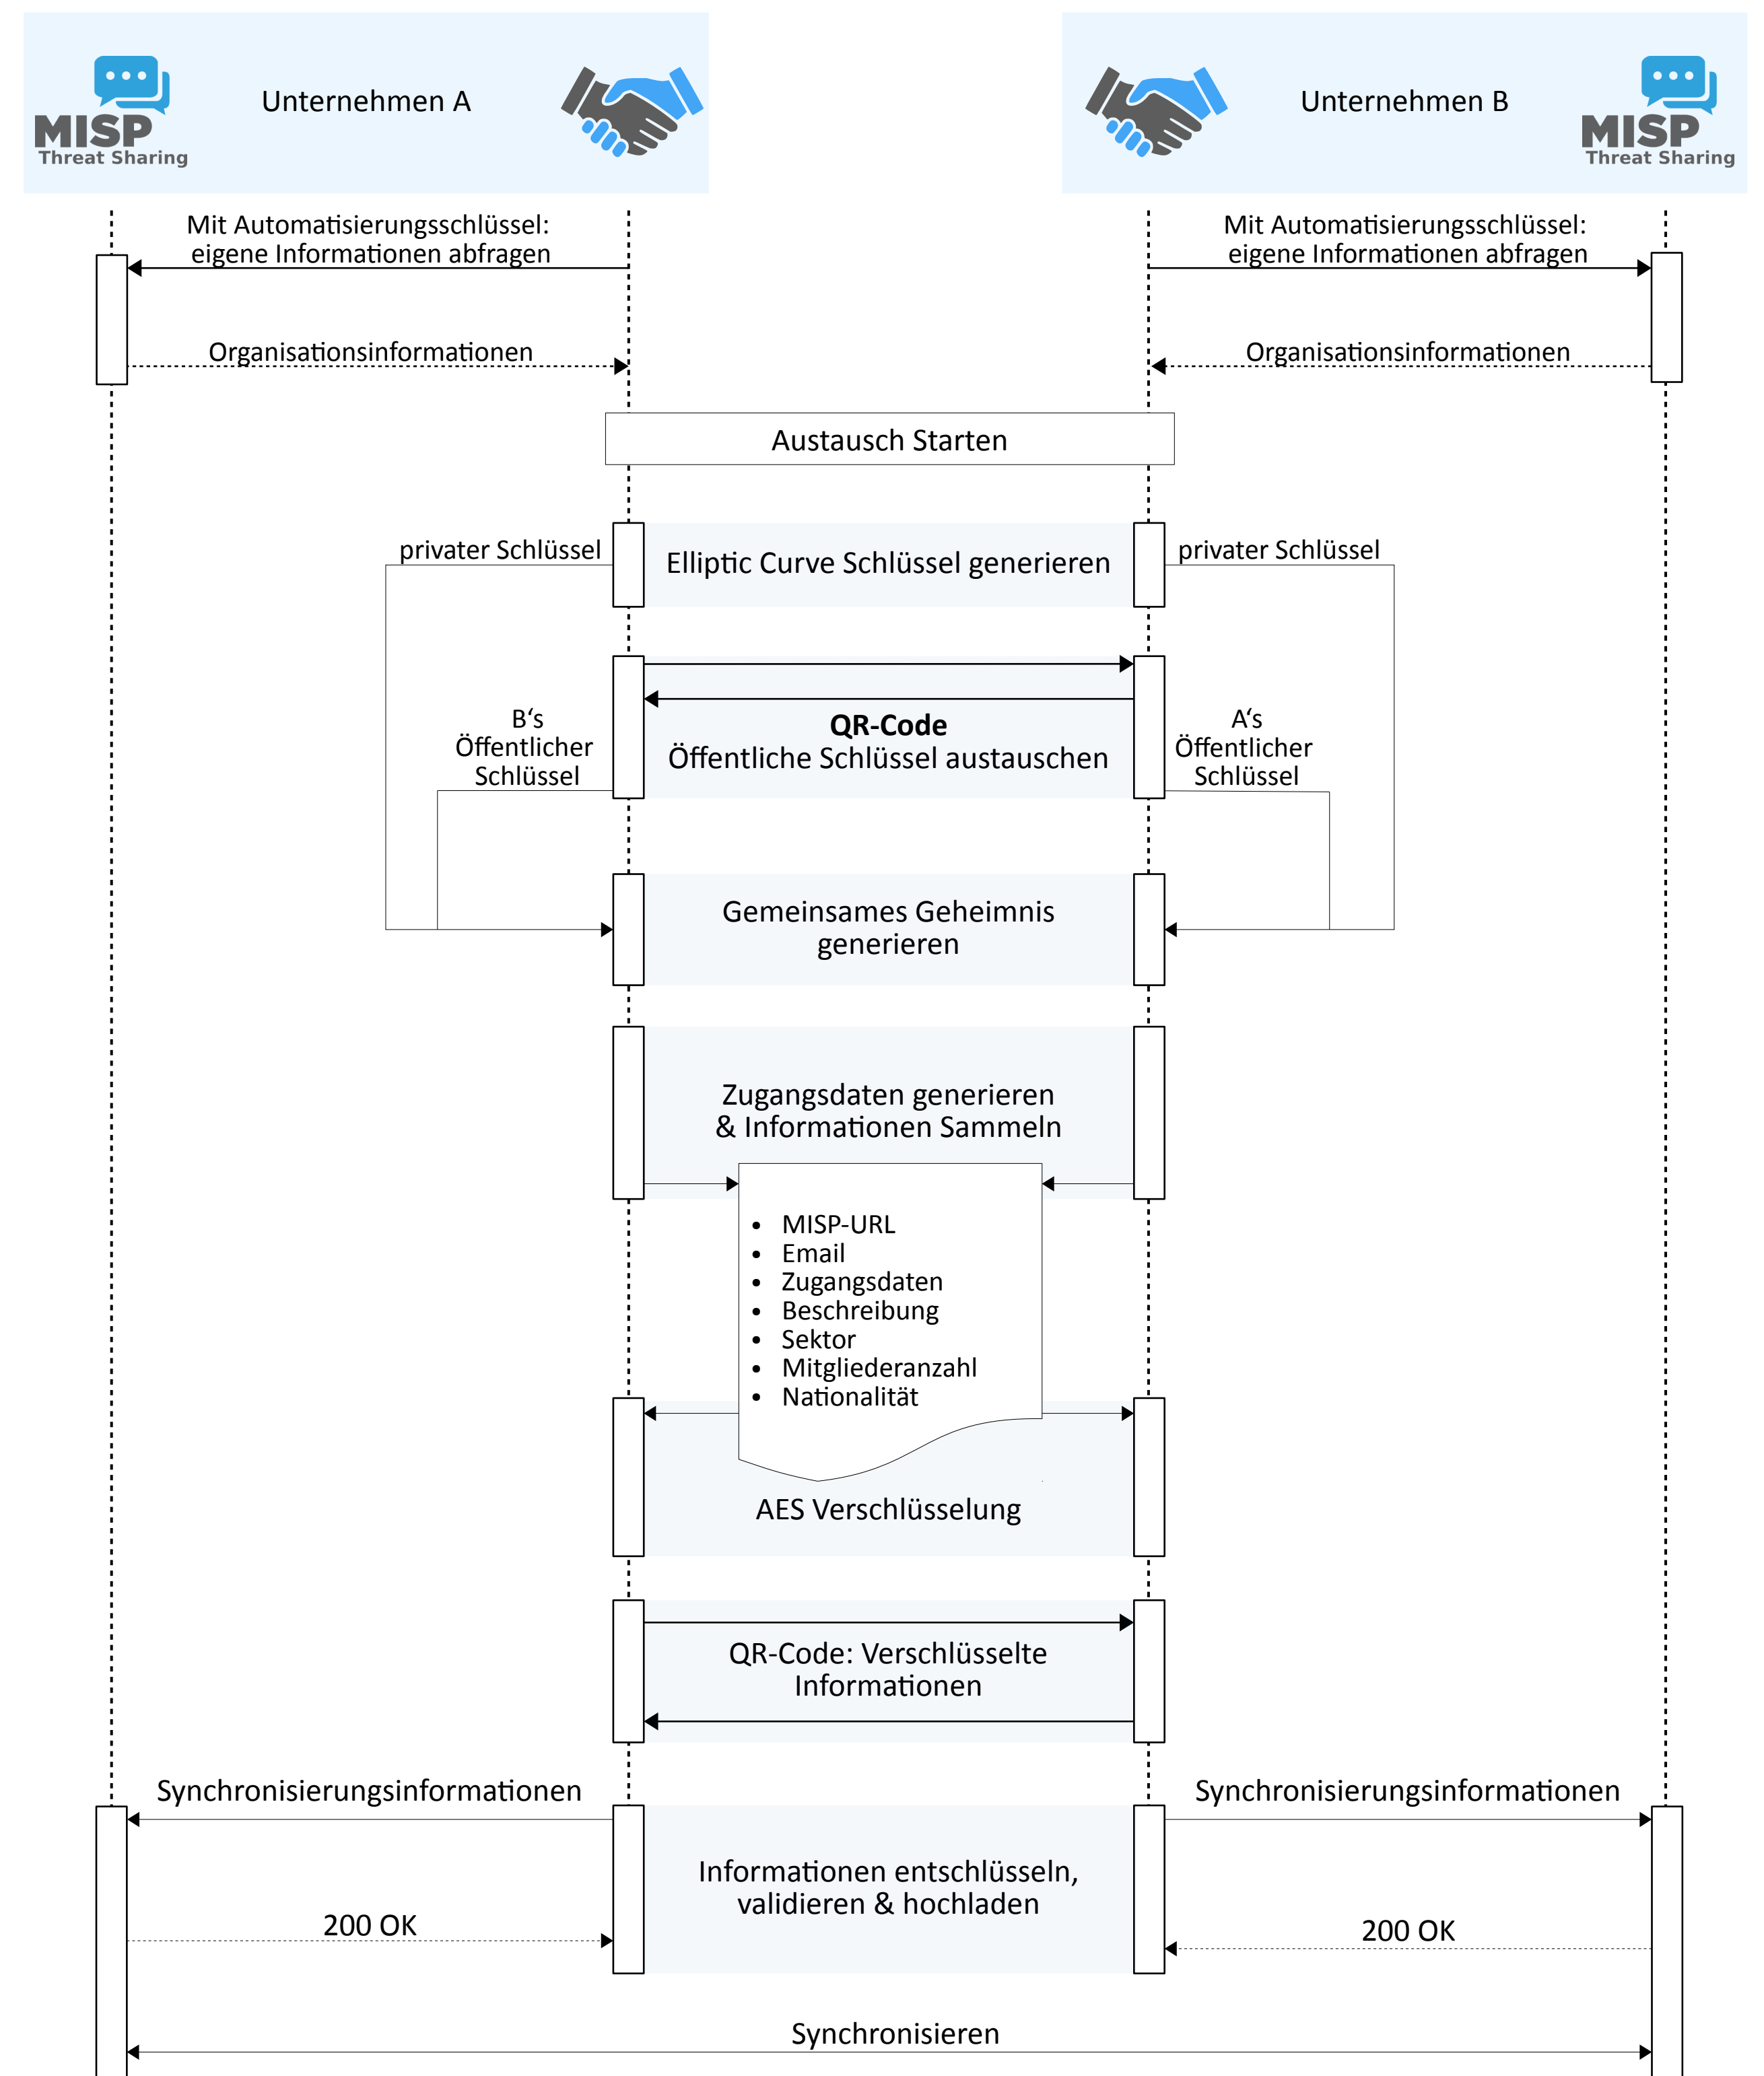 MISP
Threat Sharing
Unternehmen A
Unternehmen B
MISP
Threat Sharing
Mit Automatisierungsschlüssel:
eigene Informationen abfragen
Mit Automatisierungsschlüssel:
eigene Informationen abfragen
Organisationsinformationen
Organisationsinformationen
Austausch Starten
privater Schlüssel
Elliptic Curve Schlüssel generieren
privater Schlüssel
B‘s
Öffentlicher
Schlüssel
QR-Code
Öffentliche Schlüssel austauschen
A‘s
Öffentlicher
Schlüssel
Gemeinsames Geheimnis
generieren
Zugangsdaten generieren
& Informationen Sammeln
• MISP-URL
• Email
• Zugangsdaten
• Beschreibung
• Sektor
• Mitgliederanzahl
• Nationalität
AES Verschlüsselung
QR-Code: Verschlüsselte
Informationen
Synchronisierungsinformationen
Synchronisierungsinformationen
Informationen entschlüsseln,
validieren & hochladen
200 OK
200 OK
Synchronisieren